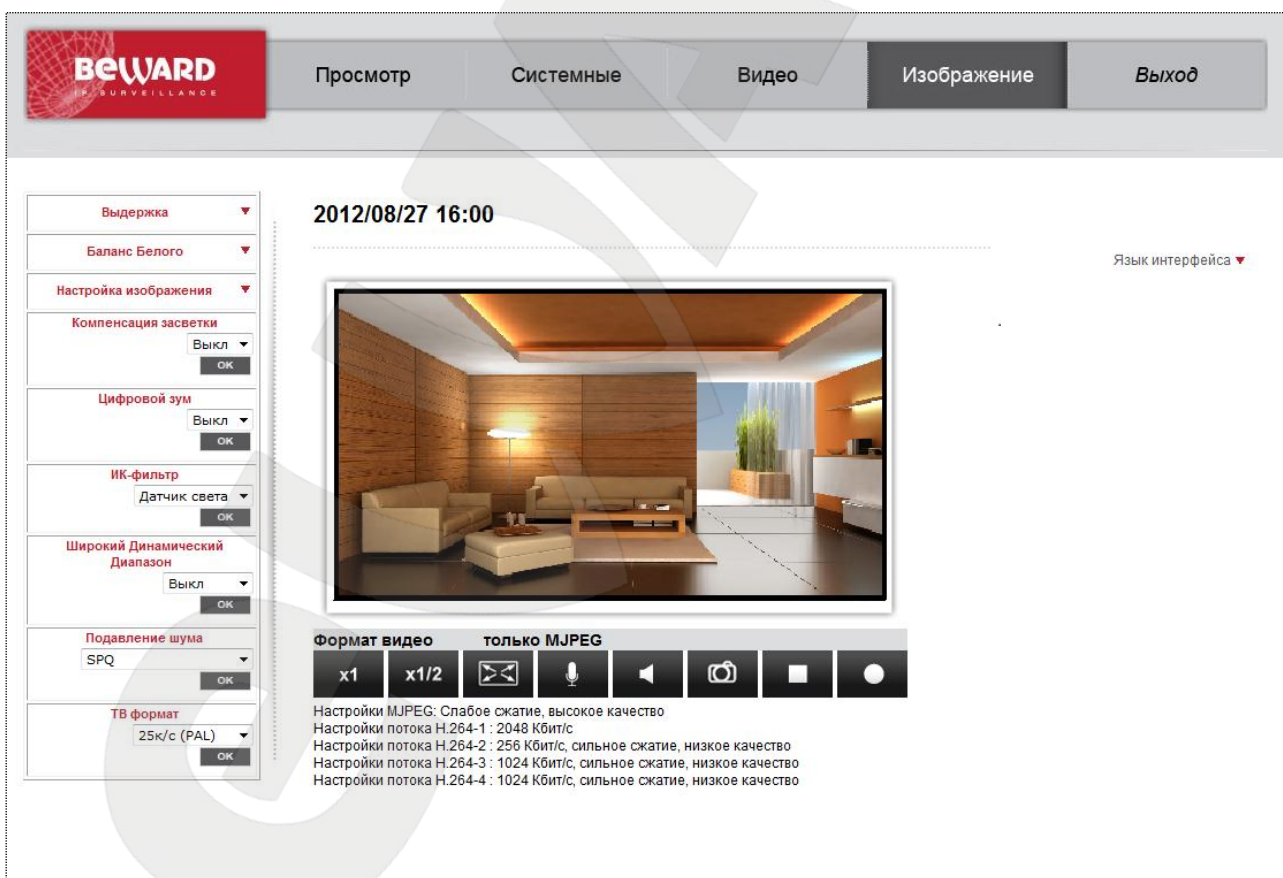 BEWARD
IP SURVEILLANCE
Просмотр
Системные
Видео
Изображение
Выход
Выдержка
Баланс Белого
Настройка изображения
Компенсация засветки
Выкл
OK
Цифровой зум
Выкл
OK
ИК-фильтр
Датчик света
OK
Широкий Динамический
Диапазон
Выкл
OK
Подавление шума
SPQ
OK
ТВ формат
25к/с (PAL)
OK
2012/08/27 16:00
Язык интерфейса
Формат видео только MJPEG
x1 x1/2
Настройки MJPEG: Слабое сжатие, высокое качество
Настройки потока H.264-1 : 2048 Кбит/с
Настройки потока H.264-2 : 256 Кбит/с, сильное сжатие, низкое качество
Настройки потока H.264-3 : 1024 Кбит/с, сильное сжатие, низкое качество
Настройки потока H.264-4 : 1024 Кбит/с, сильное сжатие, низкое качество